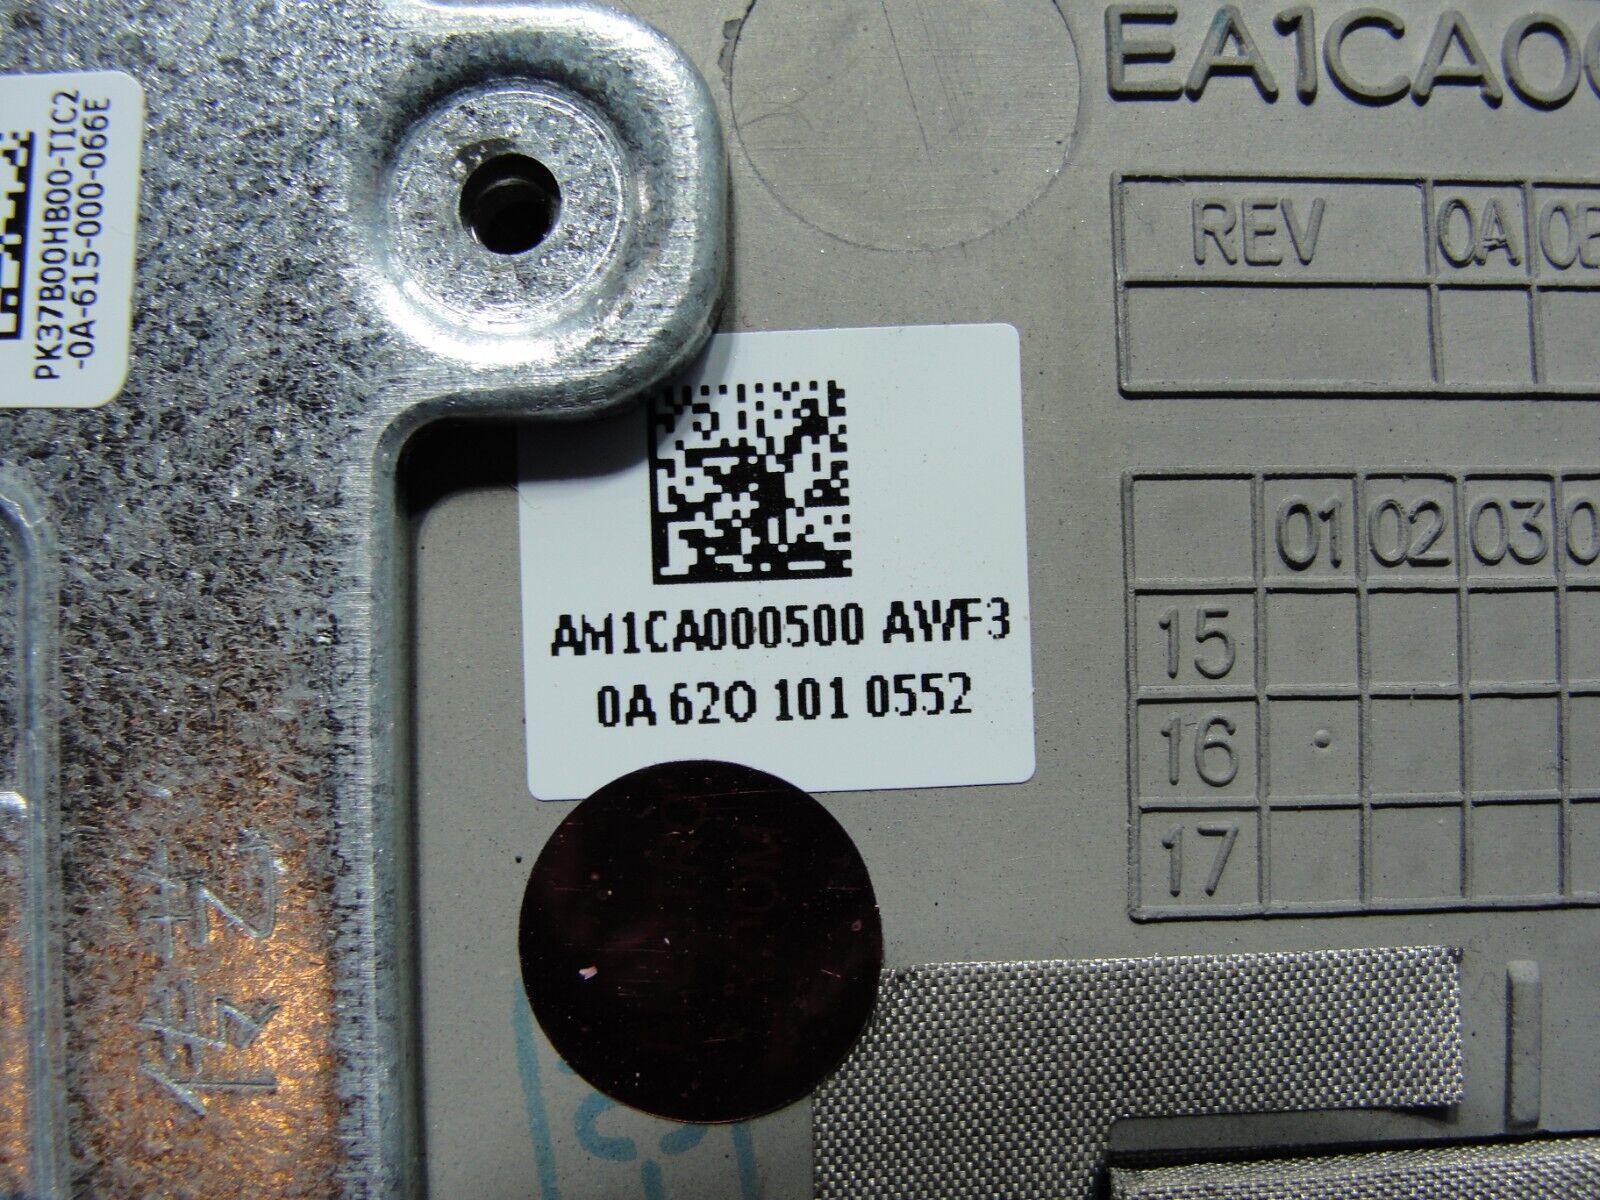 PK37B00HB00-TIC2
-0A-615-000-066E
EA1CA0
REV 0A
AM1CA000500 AWF3
0A 62O 101 0552
01 02 03
15
16
17